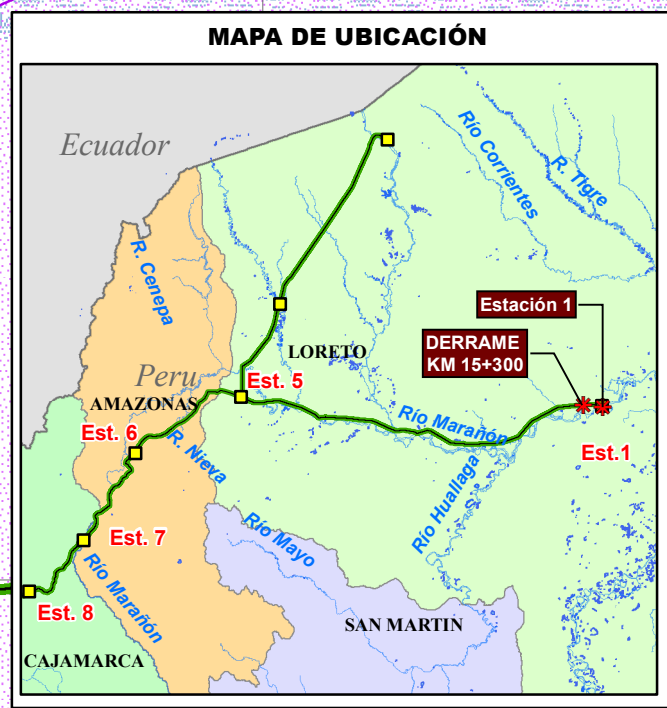 MAPA DE UBICACIÓN
Ecuador
Río Corrientes
R. Tigre
R. Cenepa
Estación 1
DERRAME
KM 15+300
LORETO
Peru
Est. 5
AMAZONAS
Río Marañón
Est. 6
R. Nieva
Est.1
Río Huallaga
Río Mayo
Est. 7
Río Marañón
Est. 8
SAN MARTIN
CAJAMARCA